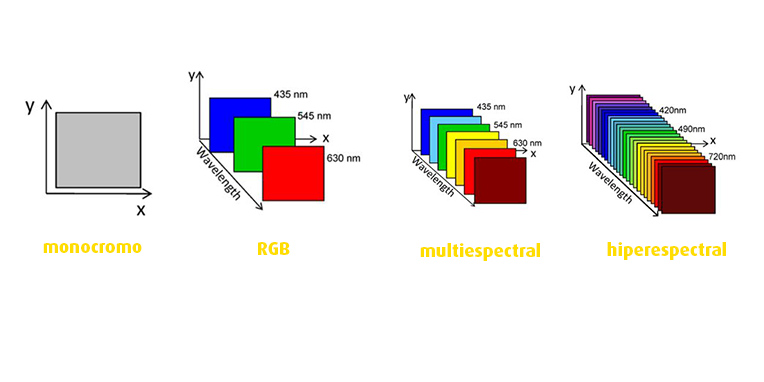 y
x
monocromo
y
435 nm
545 nm
x
630 nm
Wavelength
RGB
y
435 nm
545 nm
630 nm
x
Wavelength
multiespectral
y
420nm
490nm
x
720nm
Wavelength
hiperespectral